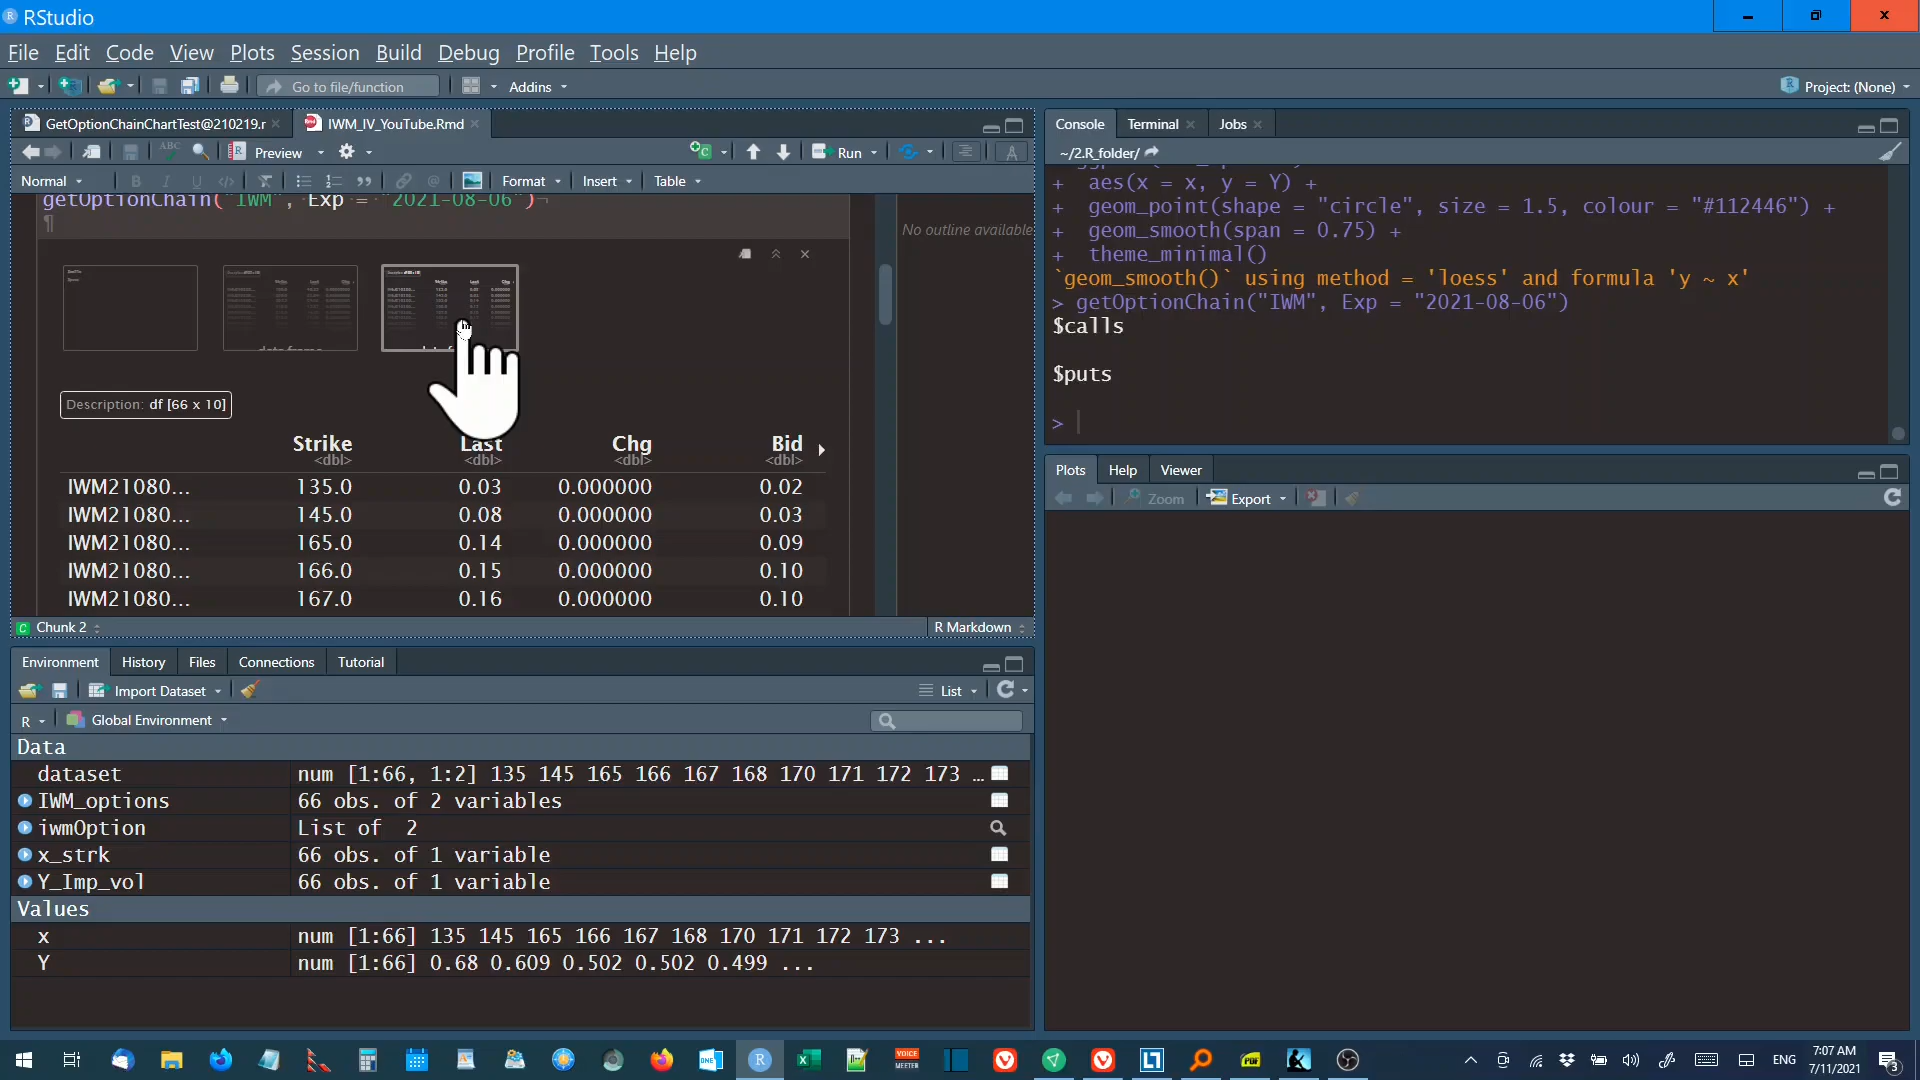 RStudio
File Edit Code View Plots Session Build Debug Profile Tools Help
Go to file/function
Addins
Project: (None)
GetOptionChainChartTest@210219.r
IWM_IV_YouTube.Rmd
Preview
Run
Normal
Format
Insert
Table
getOptionChain("IWM", Exp = "2021-08-06")
No outline available
Description: df [66 x 10]
Strike Last Chg Bid
<dbl> <dbl> <dbl> <dbl>
IWM21080... 135.0 0.03 0.000000 0.02
IWM21080... 145.0 0.08 0.000000 0.03
IWM21080... 165.0 0.14 0.000000 0.09
IWM21080... 166.0 0.15 0.000000 0.10
IWM21080... 167.0 0.16 0.000000 0.10
Chunk 2
R Markdown
Environment History Files Connections Tutorial
Import Dataset
List
R
Global Environment
Data
dataset num [1:66, 1:2] 135 145 165 166 167 168 170 171 172 173 ...
IWM_options 66 obs. of 2 variables
iwmOption List of 2
x_strk 66 obs. of 1 variable
Y_Imp_vol 66 obs. of 1 variable
Values
x num [1:66] 135 145 165 166 167 168 170 171 172 173 ...
Y num [1:66] 0.68 0.609 0.502 0.502 0.499 ...
Console Terminal Jobs
~/2.R_folder/
+ aes(x = x, y = Y) +
+ geom_point(shape = "circle", size = 1.5, colour = "#112446") +
+ geom_smooth(span = 0.75) +
+ theme_minimal()
`geom_smooth()` using method = 'loess' and formula 'y ~ x'
> getOptionChain("IWM", Exp = "2021-08-06")
$calls
$puts
>
Plots Help Viewer
Zoom
Export
ENG
7:07 AM
7/11/2021
3